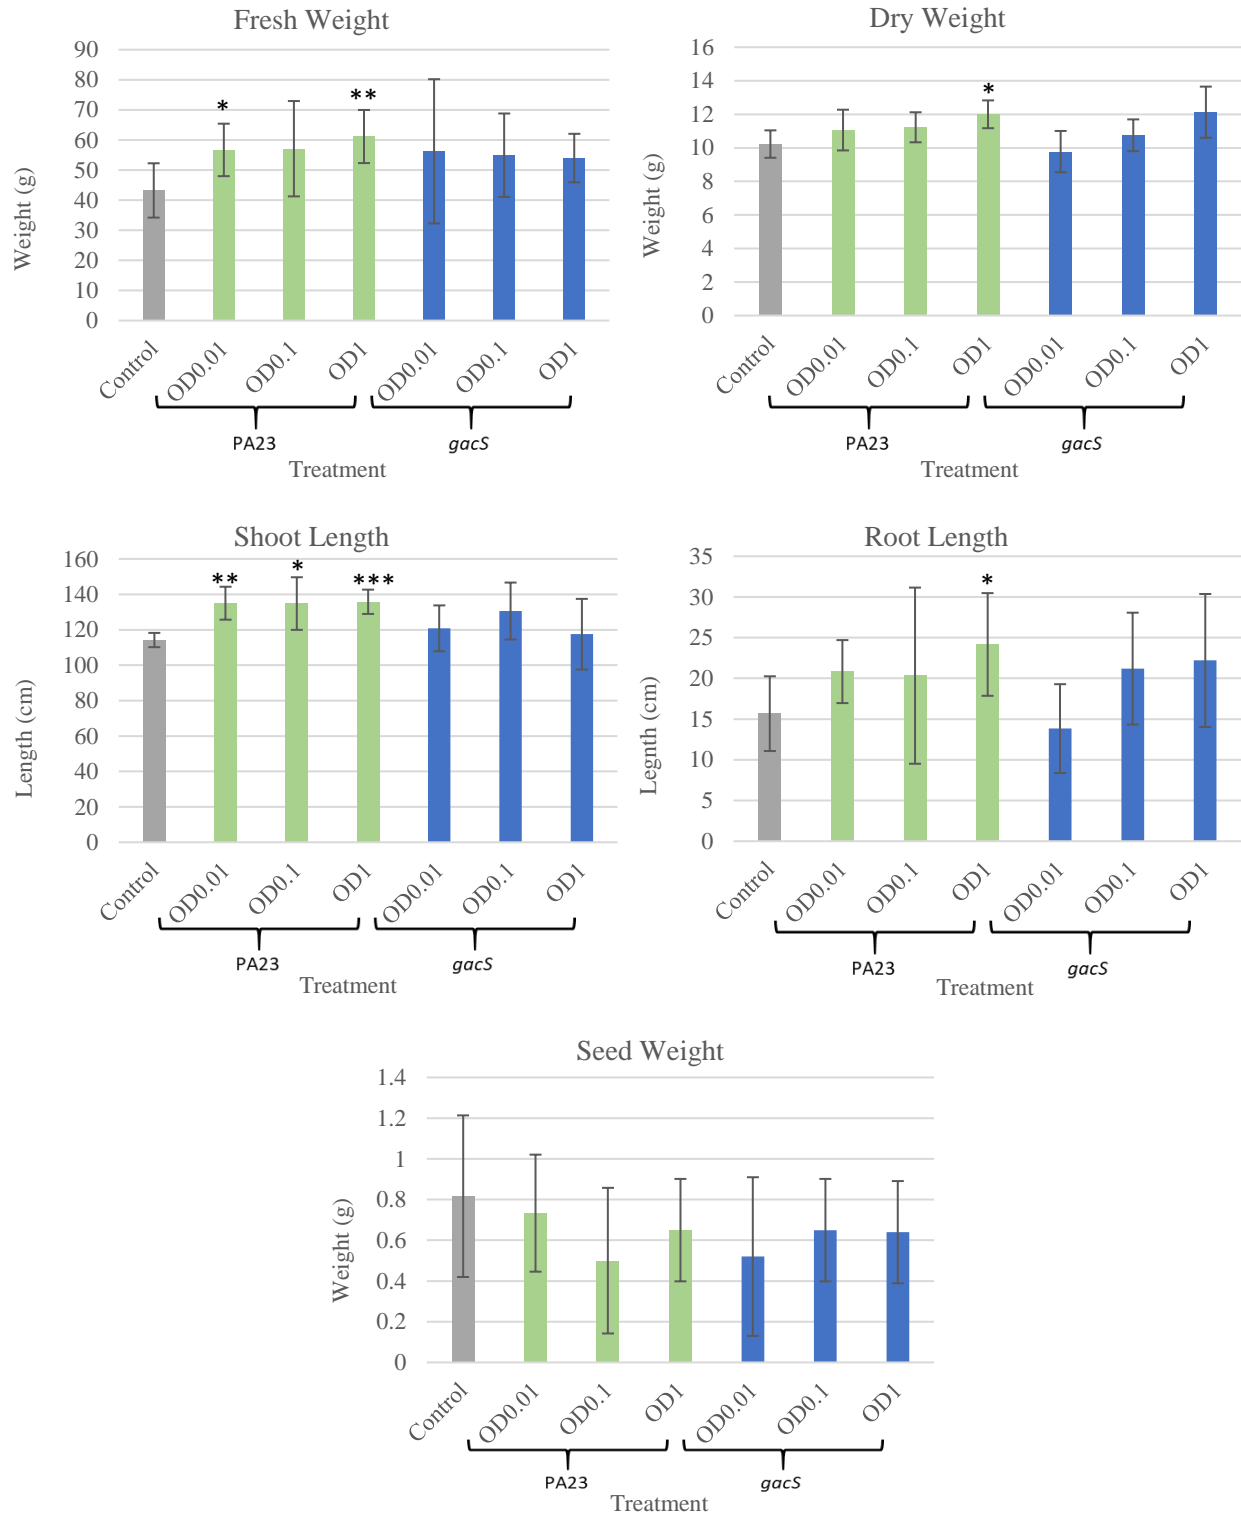 Fresh Weight
90
80
70
60
50
40
30
20
10
0
Weight (g)
*
**
Control
OD0.01
OD0.1
OD1
OD0.01
OD0.1
OD1
PA23
gacS
Treatment
Dry Weight
16
14
12
10
8
6
4
2
0
Weight (g)
*
Control
OD0.01
OD0.1
OD1
OD0.01
OD0.1
OD1
PA23
gacS
Treatment
Shoot Length
160
140
120
100
80
60
40
20
0
Length (cm)
**
*
***
Control
OD0.01
OD0.1
OD1
OD0.01
OD0.1
OD1
PA23
gacS
Treatment
Root Length
35
30
25
20
15
10
5
0
Legnth (cm)
*
Control
OD0.01
OD0.1
OD1
OD0.01
OD0.1
OD1
PA23
gacS
Treatment
Seed Weight
1.4
1.2
1
0.8
0.6
0.4
0.2
0
Weight (g)
Control
OD0.01
OD0.1
OD1
OD0.01
OD0.1
OD1
PA23
gacS
Treatment